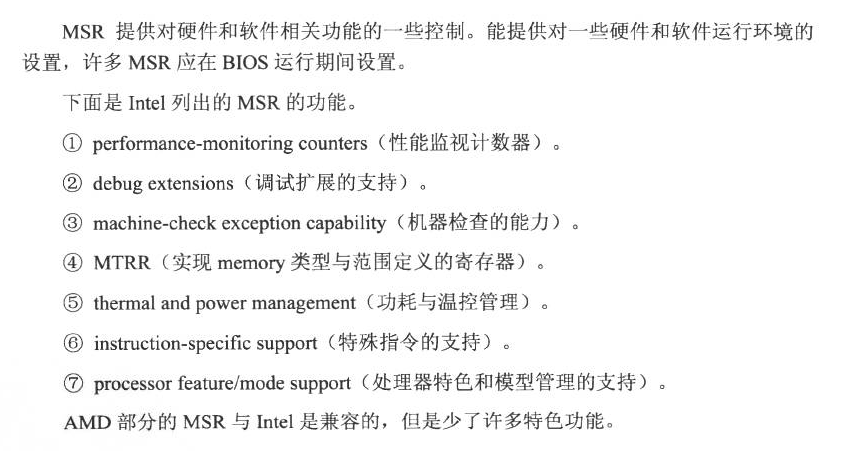 MSR 提供对硬件和软件相关功能的一些控制。能提供对一些硬件和软件运行环境的
设置，许多 MSR 应在 BIOS 运行期间设置。
下面是 Intel 列出的 MSR 的功能。
① performance-monitoring counters（性能监视计数器）。
② debug extensions（调试扩展的支持）。
③ machine-check exception capability（机器检查的能力）。
④ MTRR（实现 memory 类型与范围定义的寄存器）。
⑤ thermal and power management（功耗与温控管理）。
⑥ instruction-specific support（特殊指令的支持）。
⑦ processor feature/mode support（处理器特色和模型管理的支持）。
AMD 部分的 MSR 与 Intel 是兼容的，但是少了许多特色功能。